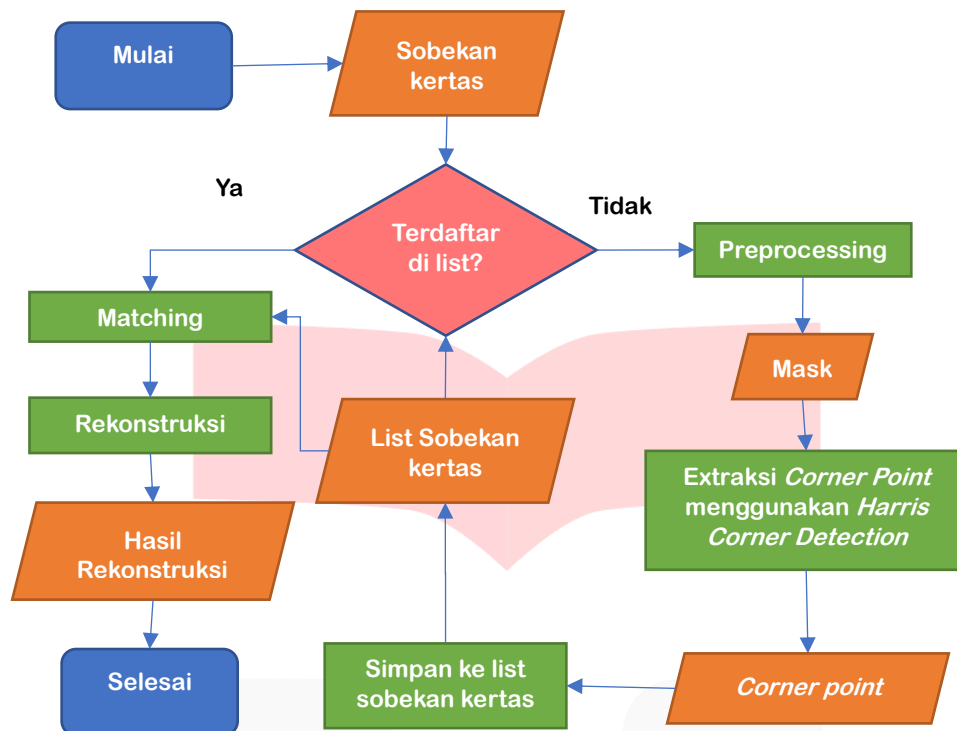 Mulai
Sobekan
kertas
Ya
Tidak
Terdaftar
di list?
Preprocessing
Matching
Mask
Rekonstruksi
List Sobekan
kertas
Extraksi Corner Point
menggunakan Harris
Corner Detection
Hasil
Rekonstruksi
Selesai
Simpan ke list
sobekan kertas
Corner point